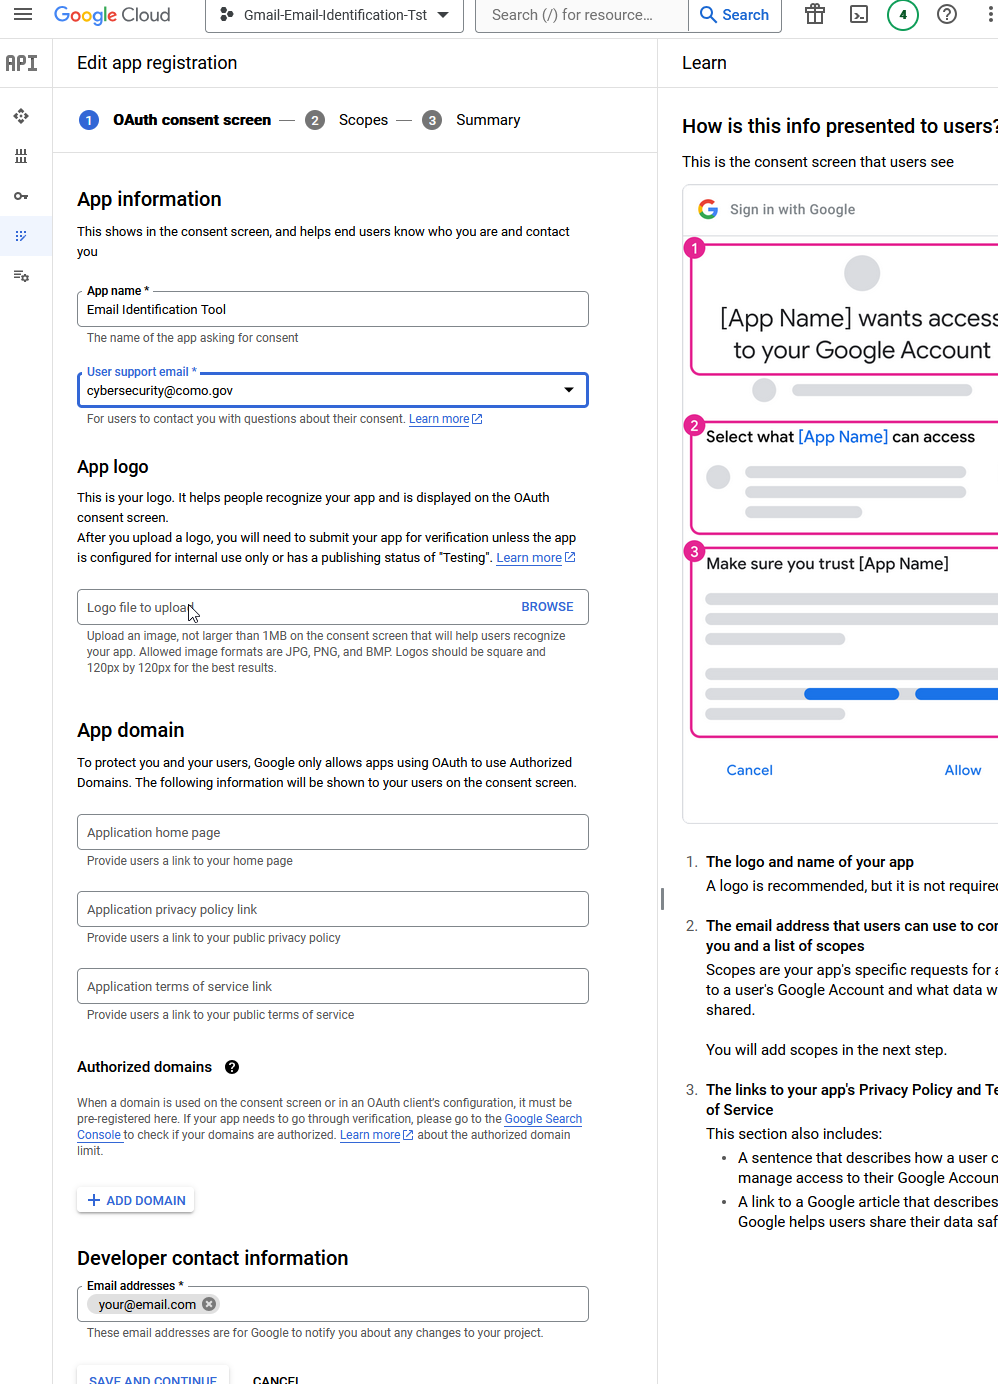 Google Cloud
Gmail-Email-Identification-Tst
Search (/) for resource...
Search
4
API
Edit app registration
1 OAuth consent screen
2 Scopes
3 Summary
App information
This shows in the consent screen, and helps end users know who you are and contact
you
App name *
Email Identification Tool
The name of the app asking for consent
User support email *
cybersecurity@como.gov
For users to contact you with questions about their consent. Learn more
App logo
This is your logo. It helps people recognize your app and is displayed on the OAuth
consent screen.
After you upload a logo, you will need to submit your app for verification unless the app
is configured for internal use only or has a publishing status of "Testing". Learn more
Logo file to upload
BROWSE
Upload an image, not larger than 1MB on the consent screen that will help users recognize
your app. Allowed image formats are JPG, PNG, and BMP. Logos should be square and
120px by 120px for the best results.
App domain
To protect you and your users, Google only allows apps using OAuth to use Authorized
Domains. The following information will be shown to your users on the consent screen.
Application home page
Provide users a link to your home page
Application privacy policy link
Provide users a link to your public privacy policy
Application terms of service link
Provide users a link to your public terms of service
Authorized domains
When a domain is used on the consent screen or in an OAuth client's configuration, it must be
pre-registered here. If your app needs to go through verification, please go to the Google Search
Console to check if your domains are authorized. Learn more about the authorized domain
limit.
ADD DOMAIN
Developer contact information
Email addresses *
your@email.com
These email addresses are for Google to notify you about any changes to your project.
SAVE AND CONTINUE
CANCEL
Learn
How is this info presented to users?
This is the consent screen that users see
Sign in with Google
1
[App Name] wants access
to your Google Account
2
Select what [App Name] can access
3
Make sure you trust [App Name]
Cancel
Allow
1. The logo and name of your app
A logo is recommended, but it is not required
2. The email address that users can use to con
you and a list of scopes
Scopes are your app's specific requests for a
to a user's Google Account and what data w
shared.
You will add scopes in the next step.
3. The links to your app's Privacy Policy and Te
of Service
This section also includes:
• A sentence that describes how a user c
manage access to their Google Accoun
• A link to a Google article that describes
Google helps users share their data saf